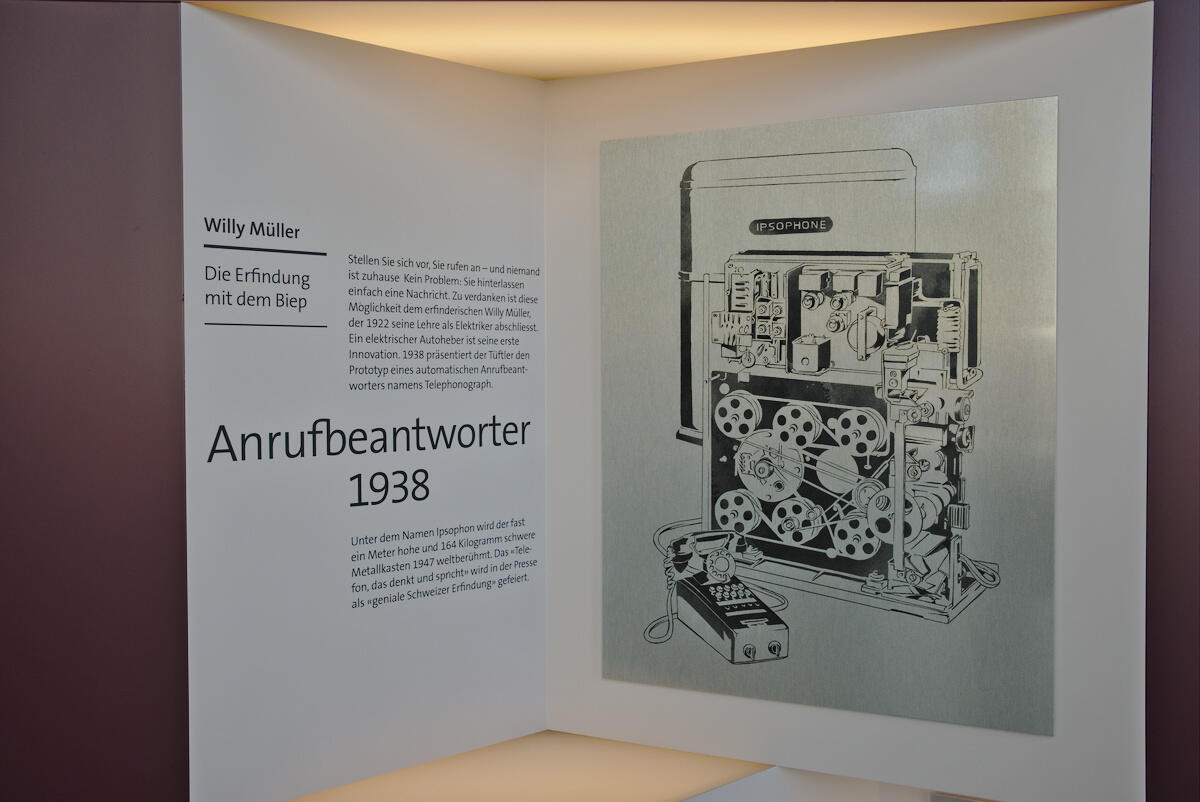 Willy Müller
Die Erfindung
mit dem Biep
Stellen Sie sich vor, Sie rufen an – und niemand
ist zuhause Kein Problem: Sie hinterlassen
einfach eine Nachricht. Zu verdanken ist diese
Möglichkeit dem erfinderischen Willy Müller,
der 1922 seine Lehre als Elektriker abschliesst.
Ein elektrischer Autoheber ist seine erste
Innovation. 1938 präsentiert der Tüftler den
Prototyp eines automatischen Anrufbeant-
worters namens Telephonograph.
Anrufbeantworter
1938
Unter dem Namen Ipsophon wird der fast
ein Meter hohe und 164 Kilogramm schwere
Metallkasten 1947 weltberühmt. Das «Tele-
fon, das denkt und spricht» wird in der Presse
als «geniale Schweizer Erfindung» gefeiert.
IPSOPHONE